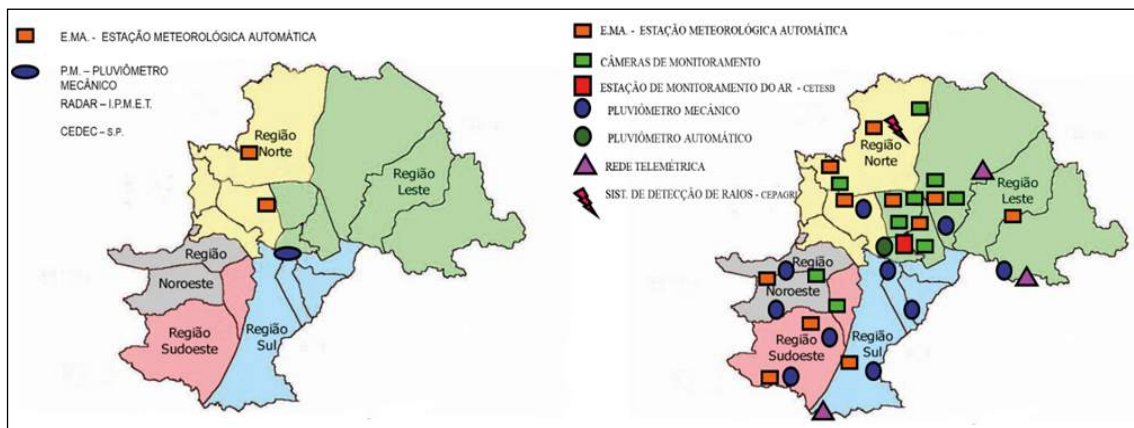 E.MA. - ESTAÇÃO METEOROLÓGICA AUTOMÁTICA
P.M. – PLUVIÔMETRO
MECÂNICO
RADAR – I.P.M.E.T.
CEDEC – S.P.
Região
Norte
Região
Leste
Região
Noroeste
Região
Sudoeste
Região
Sul
E.MA. - ESTAÇÃO METEOROLÓGICA AUTOMÁTICA
CÂMERAS DE MONITORAMENTO
ESTAÇÃO DE MONITORAMENTO DO AR - CETESB
PLUVIÔMETRO MECÂNICO
PLUVIÔMETRO AUTOMÁTICO
REDE TELEMÉTRICA
SIST. DE DETECÇÃO DE RAIOS - CEPAGRI
Região
Norte
Região
Leste
Região
Noroeste
Região
Sudoeste
Região
Sul